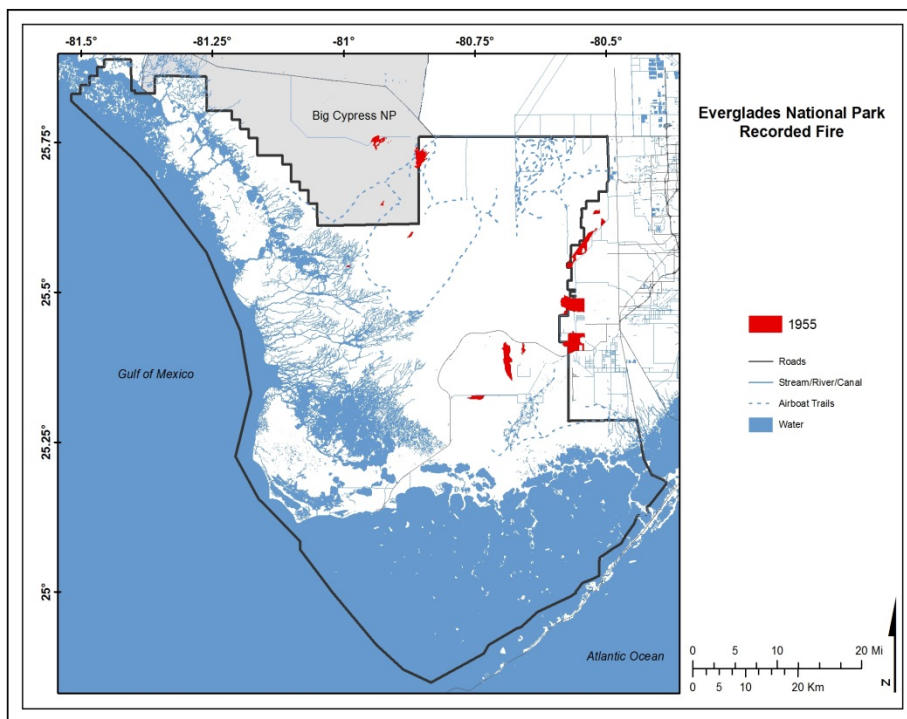 -81.5° -81.25° -81° -80.75° -80.5°
Everglades National Park
Recorded Fire
Big Cypress NP
25.75°
25.5°
1955
Roads
Gulf of Mexico
Stream/River/Canal
Airboat Trails
Water
25.25°
25°
0 5 10 20 Mi
Atlantic Ocean
0 5 10 20 Km
N